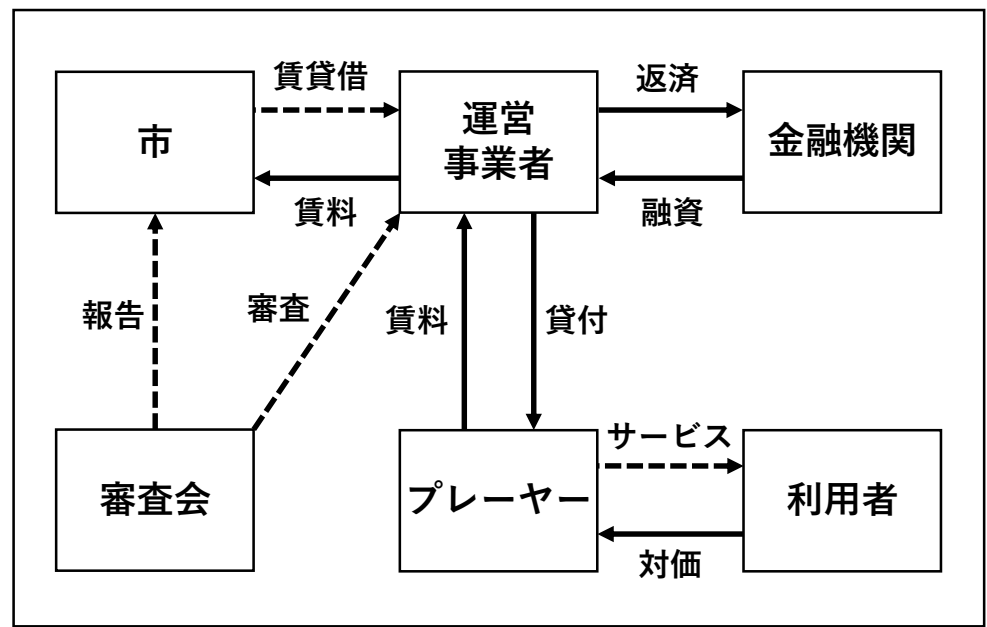 賃貸借
返済
市
運営
事業者
金融機関
賃料
融資
報告
審査
賃料
貸付
サービス
審査会
プレーヤー
利用者
対価